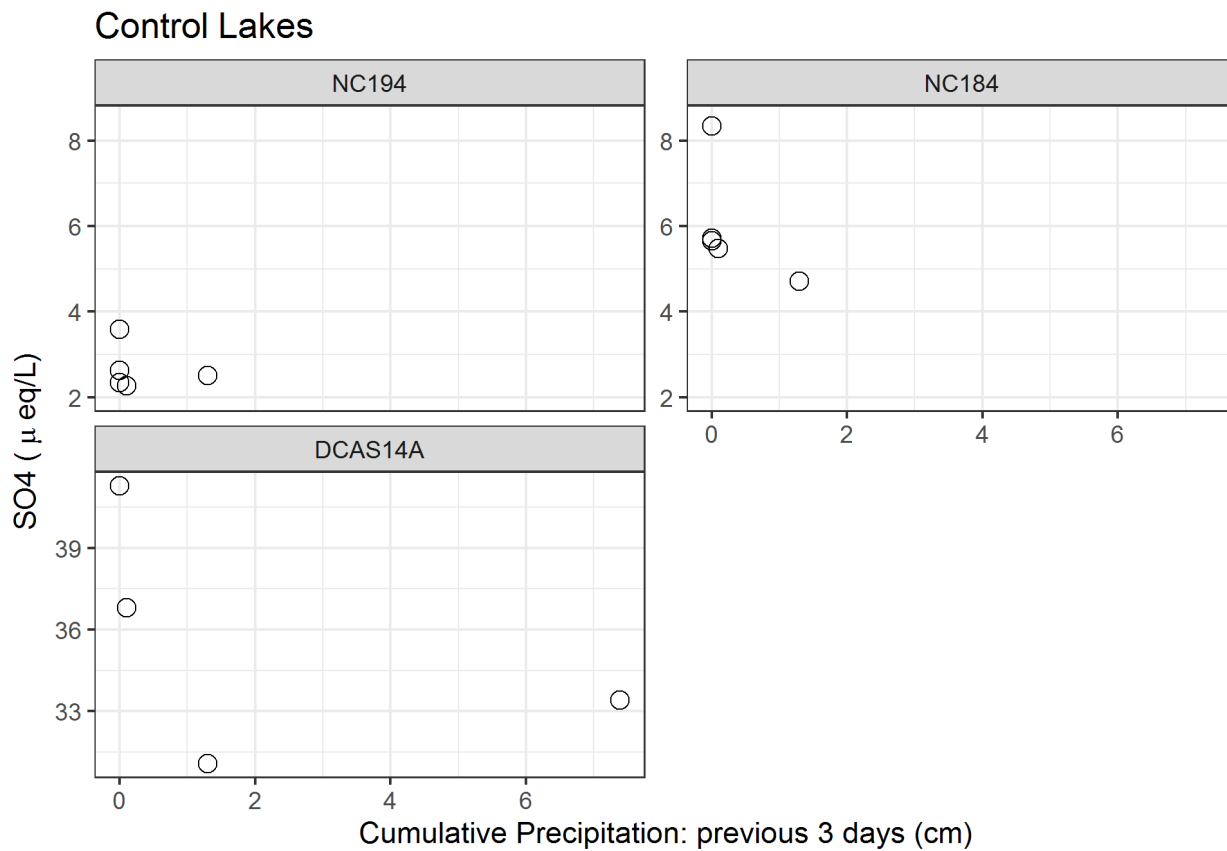 Control Lakes
NC194
NC184
8
6
4
2
8
6
4
2
0 2 4 6
DCAS14A
39
36
33
0 2 4 6
SO4 ( μ eq/L)
Cumulative Precipitation: previous 3 days (cm)